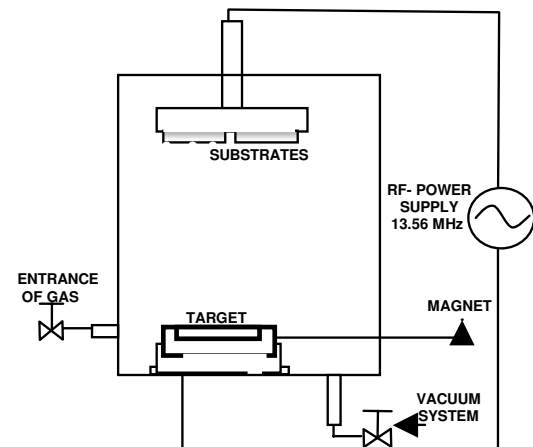 SUBSTRATES
RF- POWER
SUPPLY
13.56 MHz
ENTRANCE
OF GAS
TARGET
MAGNET
VACUUM
SYSTEM